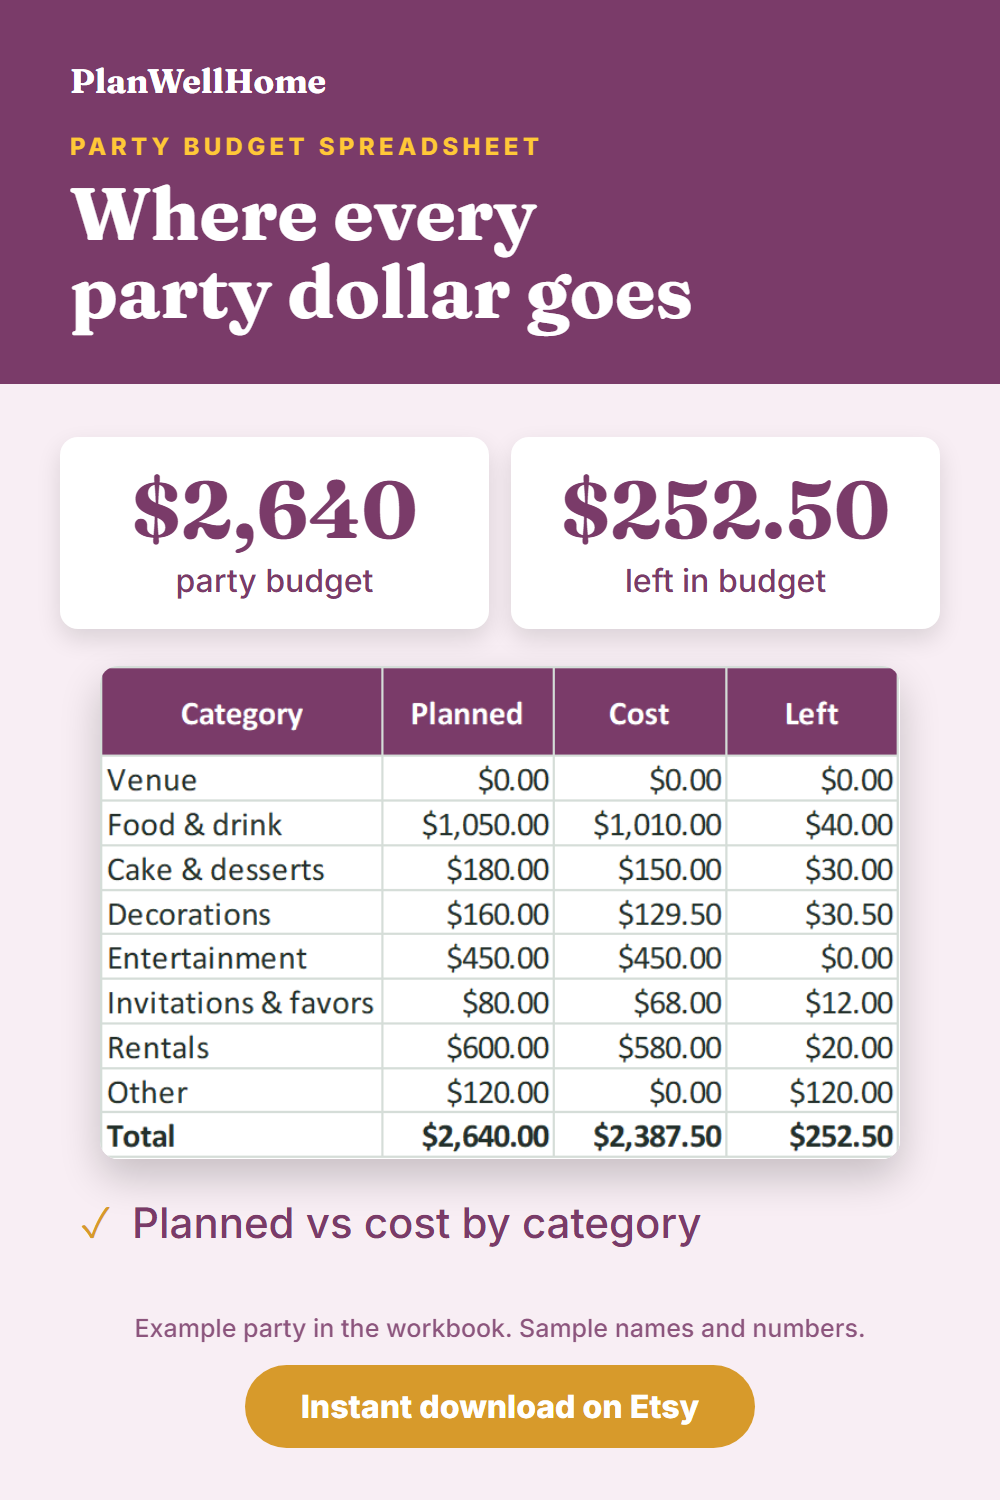 PlanWellHome
PARTY BUDGET SPREADSHEET
Where every
party dollar goes
$2,640
party budget
$252.50
left in budget
Category Planned Cost Left
Venue $0.00 $0.00 $0.00
Food & drink $1,050.00 $1,010.00 $40.00
Cake & desserts $180.00 $150.00 $30.00
Decorations $160.00 $129.50 $30.50
Entertainment $450.00 $450.00 $0.00
Invitations & favors $80.00 $68.00 $12.00
Rentals $600.00 $580.00 $20.00
Other $120.00 $0.00 $120.00
Total $2,640.00 $2,387.50 $252.50
✓ Planned vs cost by category
Example party in the workbook. Sample names and numbers.
Instant download on Etsy